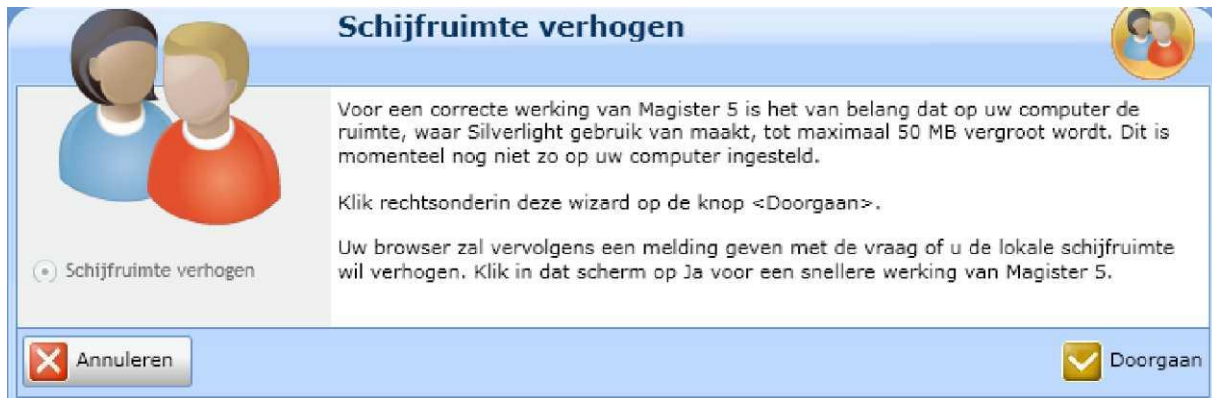 Schijfruimte verhogen
Voor een correcte werking van Magister 5 is het van belang dat op uw computer de
ruimte, waar Silverlight gebruik van maakt, tot maximaal 50 MB vergroot wordt. Dit is
momenteel nog niet zo op uw computer ingesteld.
Klik rechtsonderin deze wizard op de knop <Doorgaan>.
Uw browser zal vervolgens een melding geven met de vraag of u de lokale schijfruimte
wil verhogen. Klik in dat scherm op Ja voor een snellere werking van Magister 5.
Schijfruimte verhogen
Annuleren
Doorgaan